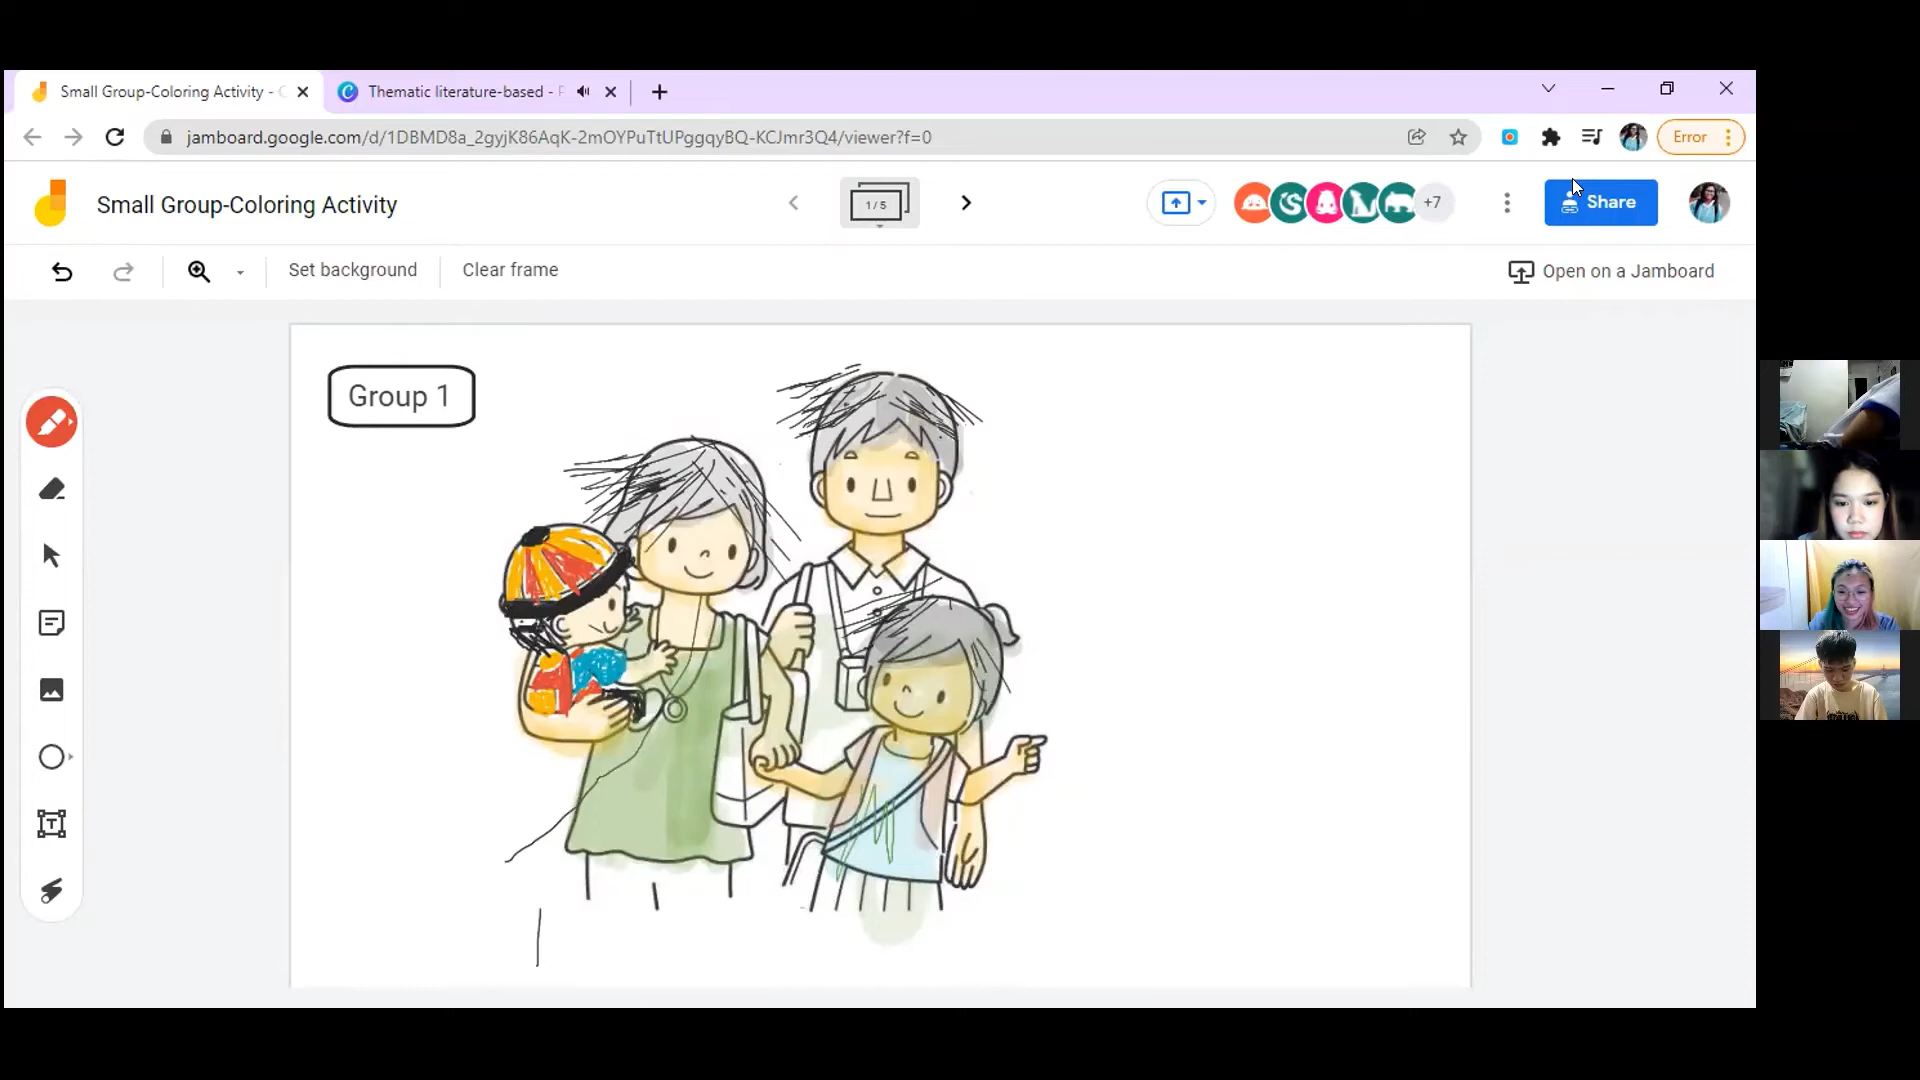 Small Group-Coloring Activity -
Thematic literature-based -
jamboard.google.com/d/1DBMD8a_2gyjK86AqK-2mOYPuTtUPggqyBQ-KCJmr3Q4/viewer?f=0
Error
Small Group-Coloring Activity
1 / 5
+7
Share
Set background
Clear frame
Open on a Jamboard
Group 1